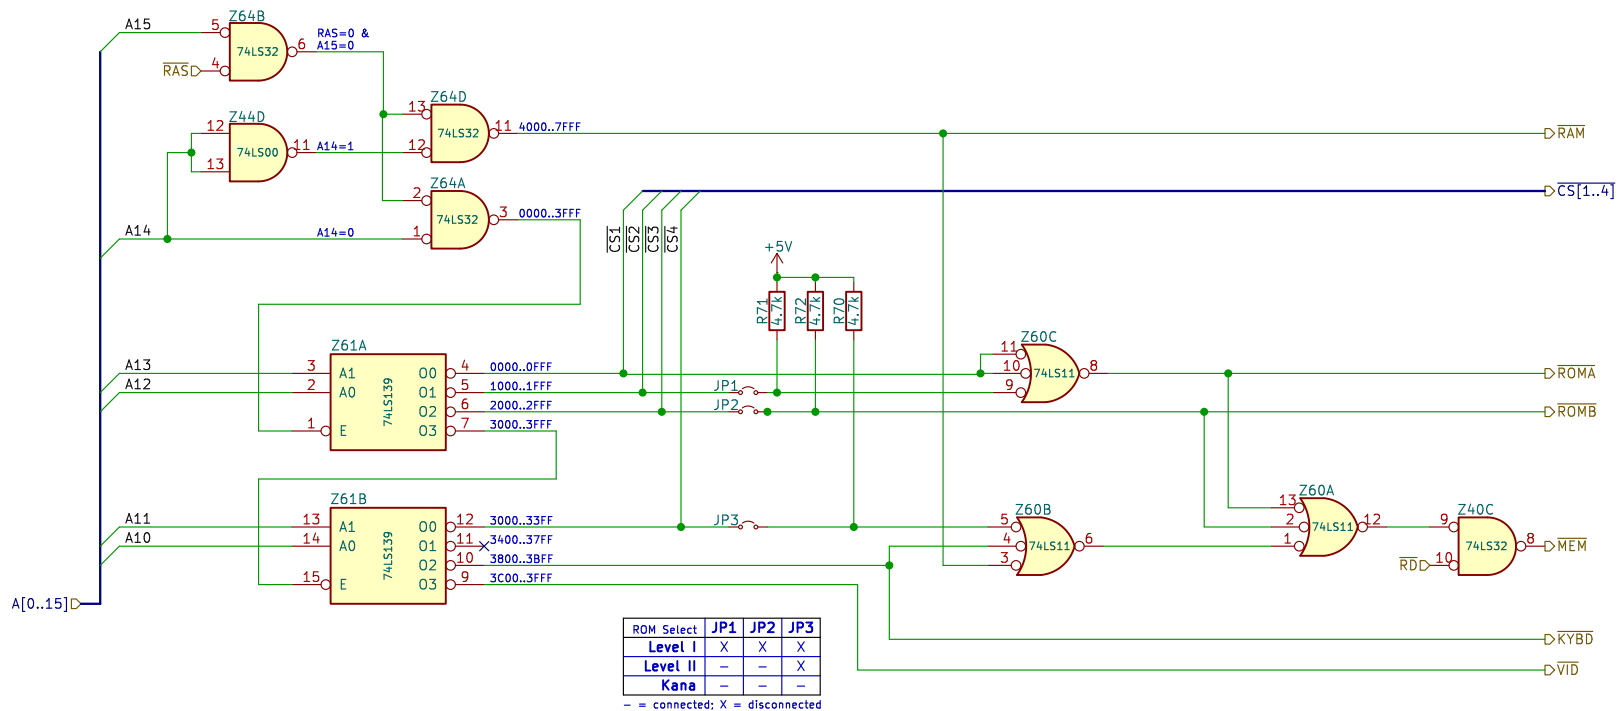 Z64B
A15
5
4
6
74LS32
RAS
RAS=0 &
A15=0
Z44D
12
13
11
74LS00
A14=1
Z64D
13
12
11
74LS32
4000..7FFF
RAM
Z64A
2
1
3
74LS32
0000..3FFF
CS[1..4]
A14
A14=0
CS1
CS2
CS3
CS4
+5V
R71
4.7k
R72
4.7k
R70
4.7k
Z61A
A13
3
A1
A12
2
A0
1
E
74LS139
O0
4
0000..0FFF
O1
5
1000..1FFF
O2
6
2000..2FFF
O3
7
3000..3FFF
JP1
JP2
Z60C
11
10
9
74LS11
8
ROMA
ROMB
Z61B
A11
13
A1
A10
14
A0
15
E
74LS139
O0
12
3000..33FF
O1
11
3400..37FF
O2
10
3800..3BFF
O3
9
3C00..3FFF
JP3
Z60B
5
4
3
74LS11
6
Z60A
13
2
1
74LS11
12
Z40C
9
10
74LS32
8
RD
MEM
A[0..15]
KYBD
VID
ROM Select JP1 JP2 JP3
Level I X X X
Level II – – X
Kana – – –
– = connected; X = disconnected